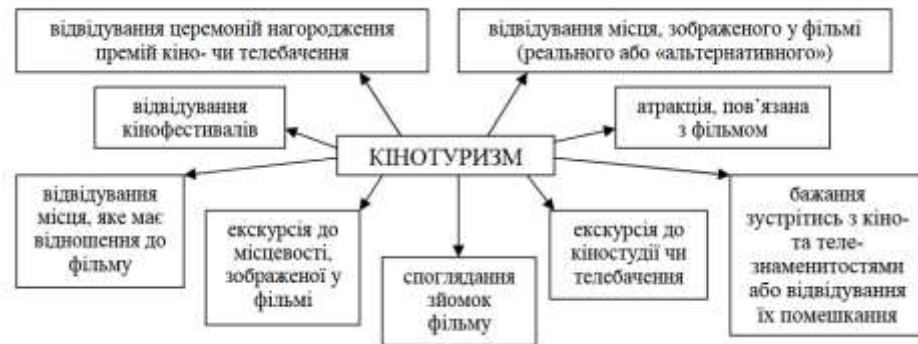 відвідування церемоній нагородження
премій кіно- чи телебачення
відвідування місця, зображеного у фільмі
(реального або «альтернативного»)
відвідування
кінофестивалів
атракція, пов’язана
з фільмом
КІНОТУРИЗМ
відвідування
місця, яке має
відношення до
фільму
екскурсія до
місцевості,
зображеної у
фільмі
споглядання
зйомок
фільму
екскурсія до
кіностудії чи
телебачення
бажання
зустрітись з кіно-
та теле-
знаменитостями
або відвідування
їх помешкання